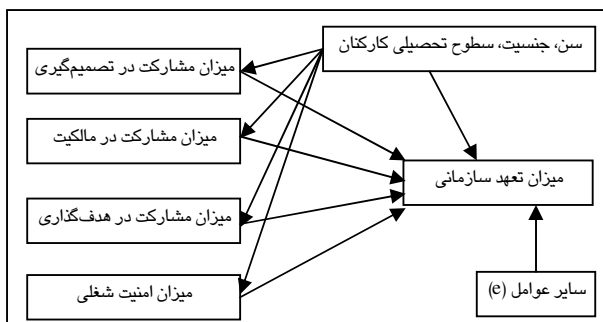 سن، جنسیت، سطوح تحصیلی کارکنان
میزان مشارکت در تصمیم‌گیری
میزان مشارکت در مالکیت
میزان تعهد سازمانی
میزان مشارکت در هدف‌گذاری
میزان امنیت شغلی
سایر عوامل (e)